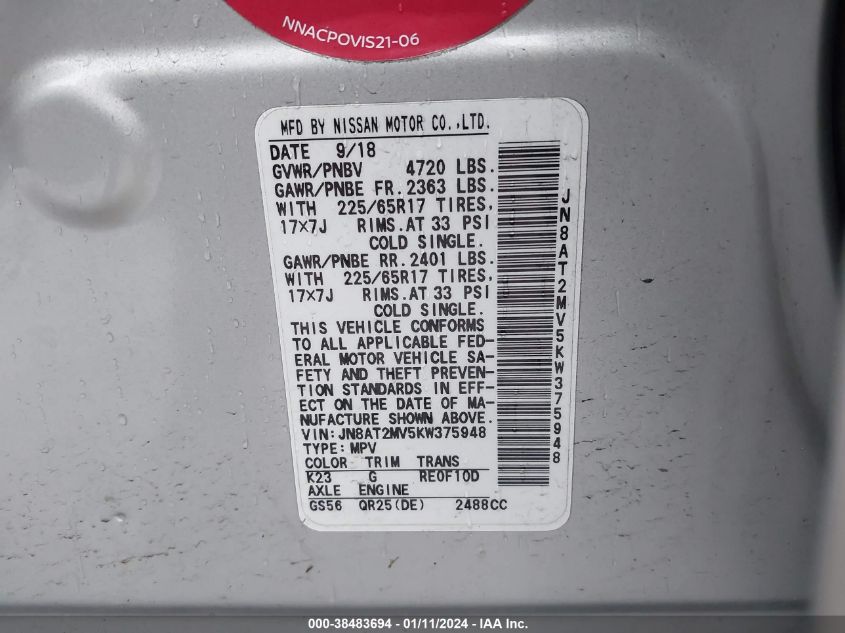 NNACPOVIS21-06
MFD BY NISSAN MOTOR CO.,LTD.
DATE 9/18
GVWR/PNBV 4720 LBS.
GAWR/PNBE FR. 2363 LBS.
WITH 225/65R17 TIRES,
17×7J RIMS.AT 33 PSI
COLD SINGLE.
GAWR/PNBE RR. 2401 LBS.
WITH 225/65R17 TIRES,
17×7J RIMS.AT 33 PSI
COLD SINGLE.
THIS VEHICLE CONFORMS
TO ALL APPLICABLE FED-
ERAL MOTOR VEHICLE SA-
FETY AND THEFT PREVEN-
TION STANDARDS IN EFF-
ECT ON THE DATE OF MA-
NUFACTURE SHOWN ABOVE.
VIN:JN8AT2MV5KW375948
TYPE:MPV
COLOR TRIM TRANS
K23 G RE0F10D
AXLE ENGINE
GS56 QR25(DE) 2488CC
JN8AT2MV5KW375948
000-38483694 - 01/11/2024 - IAA Inc.